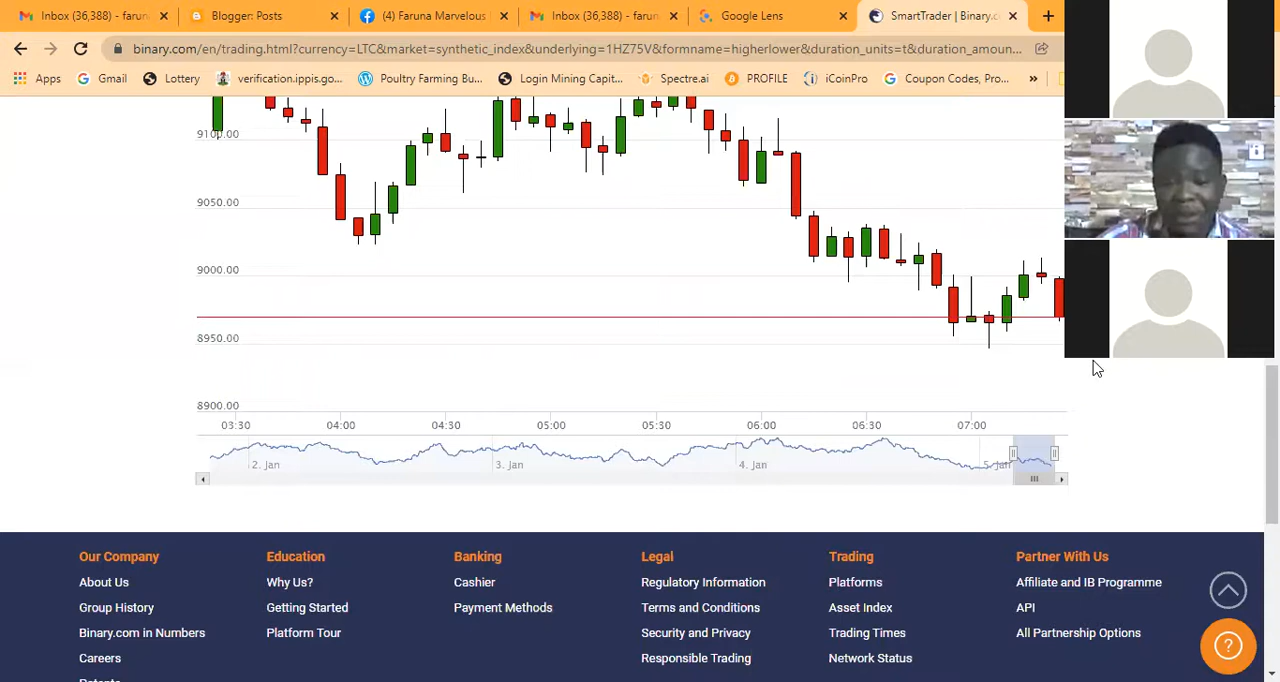 Inbox (36,388) - farun
Blogger: Posts
(4) Faruna Marvelous
Inbox (36,388) - farun
Google Lens
SmartTrader | Binary.c
binary.com/en/trading.html?currency=LTC&market=synthetic_index&underlying=1HZ75V&formname=higherlower&duration_units=t&duration_amoun...
Apps Gmail Lottery verification.ippis.go... Poultry Farming Bu... Login Mining Capit... Spectre.ai PROFILE iCoinPro Coupon Codes, Pro... »
9100.00
9050.00
9000.00
8950.00
8900.00
03:30 04:00 04:30 05:00 05:30 06:00 06:30 07:00
2. Jan 3. Jan 4. Jan 5. Jan
Our Company Education Banking Legal Trading Partner With Us
About Us Why Us? Cashier Regulatory Information Platforms Affiliate and IB Programme
Group History Getting Started Payment Methods Terms and Conditions Asset Index API
Binary.com in Numbers Platform Tour Security and Privacy Trading Times All Partnership Options
Careers Responsible Trading Network Status
Patents
?